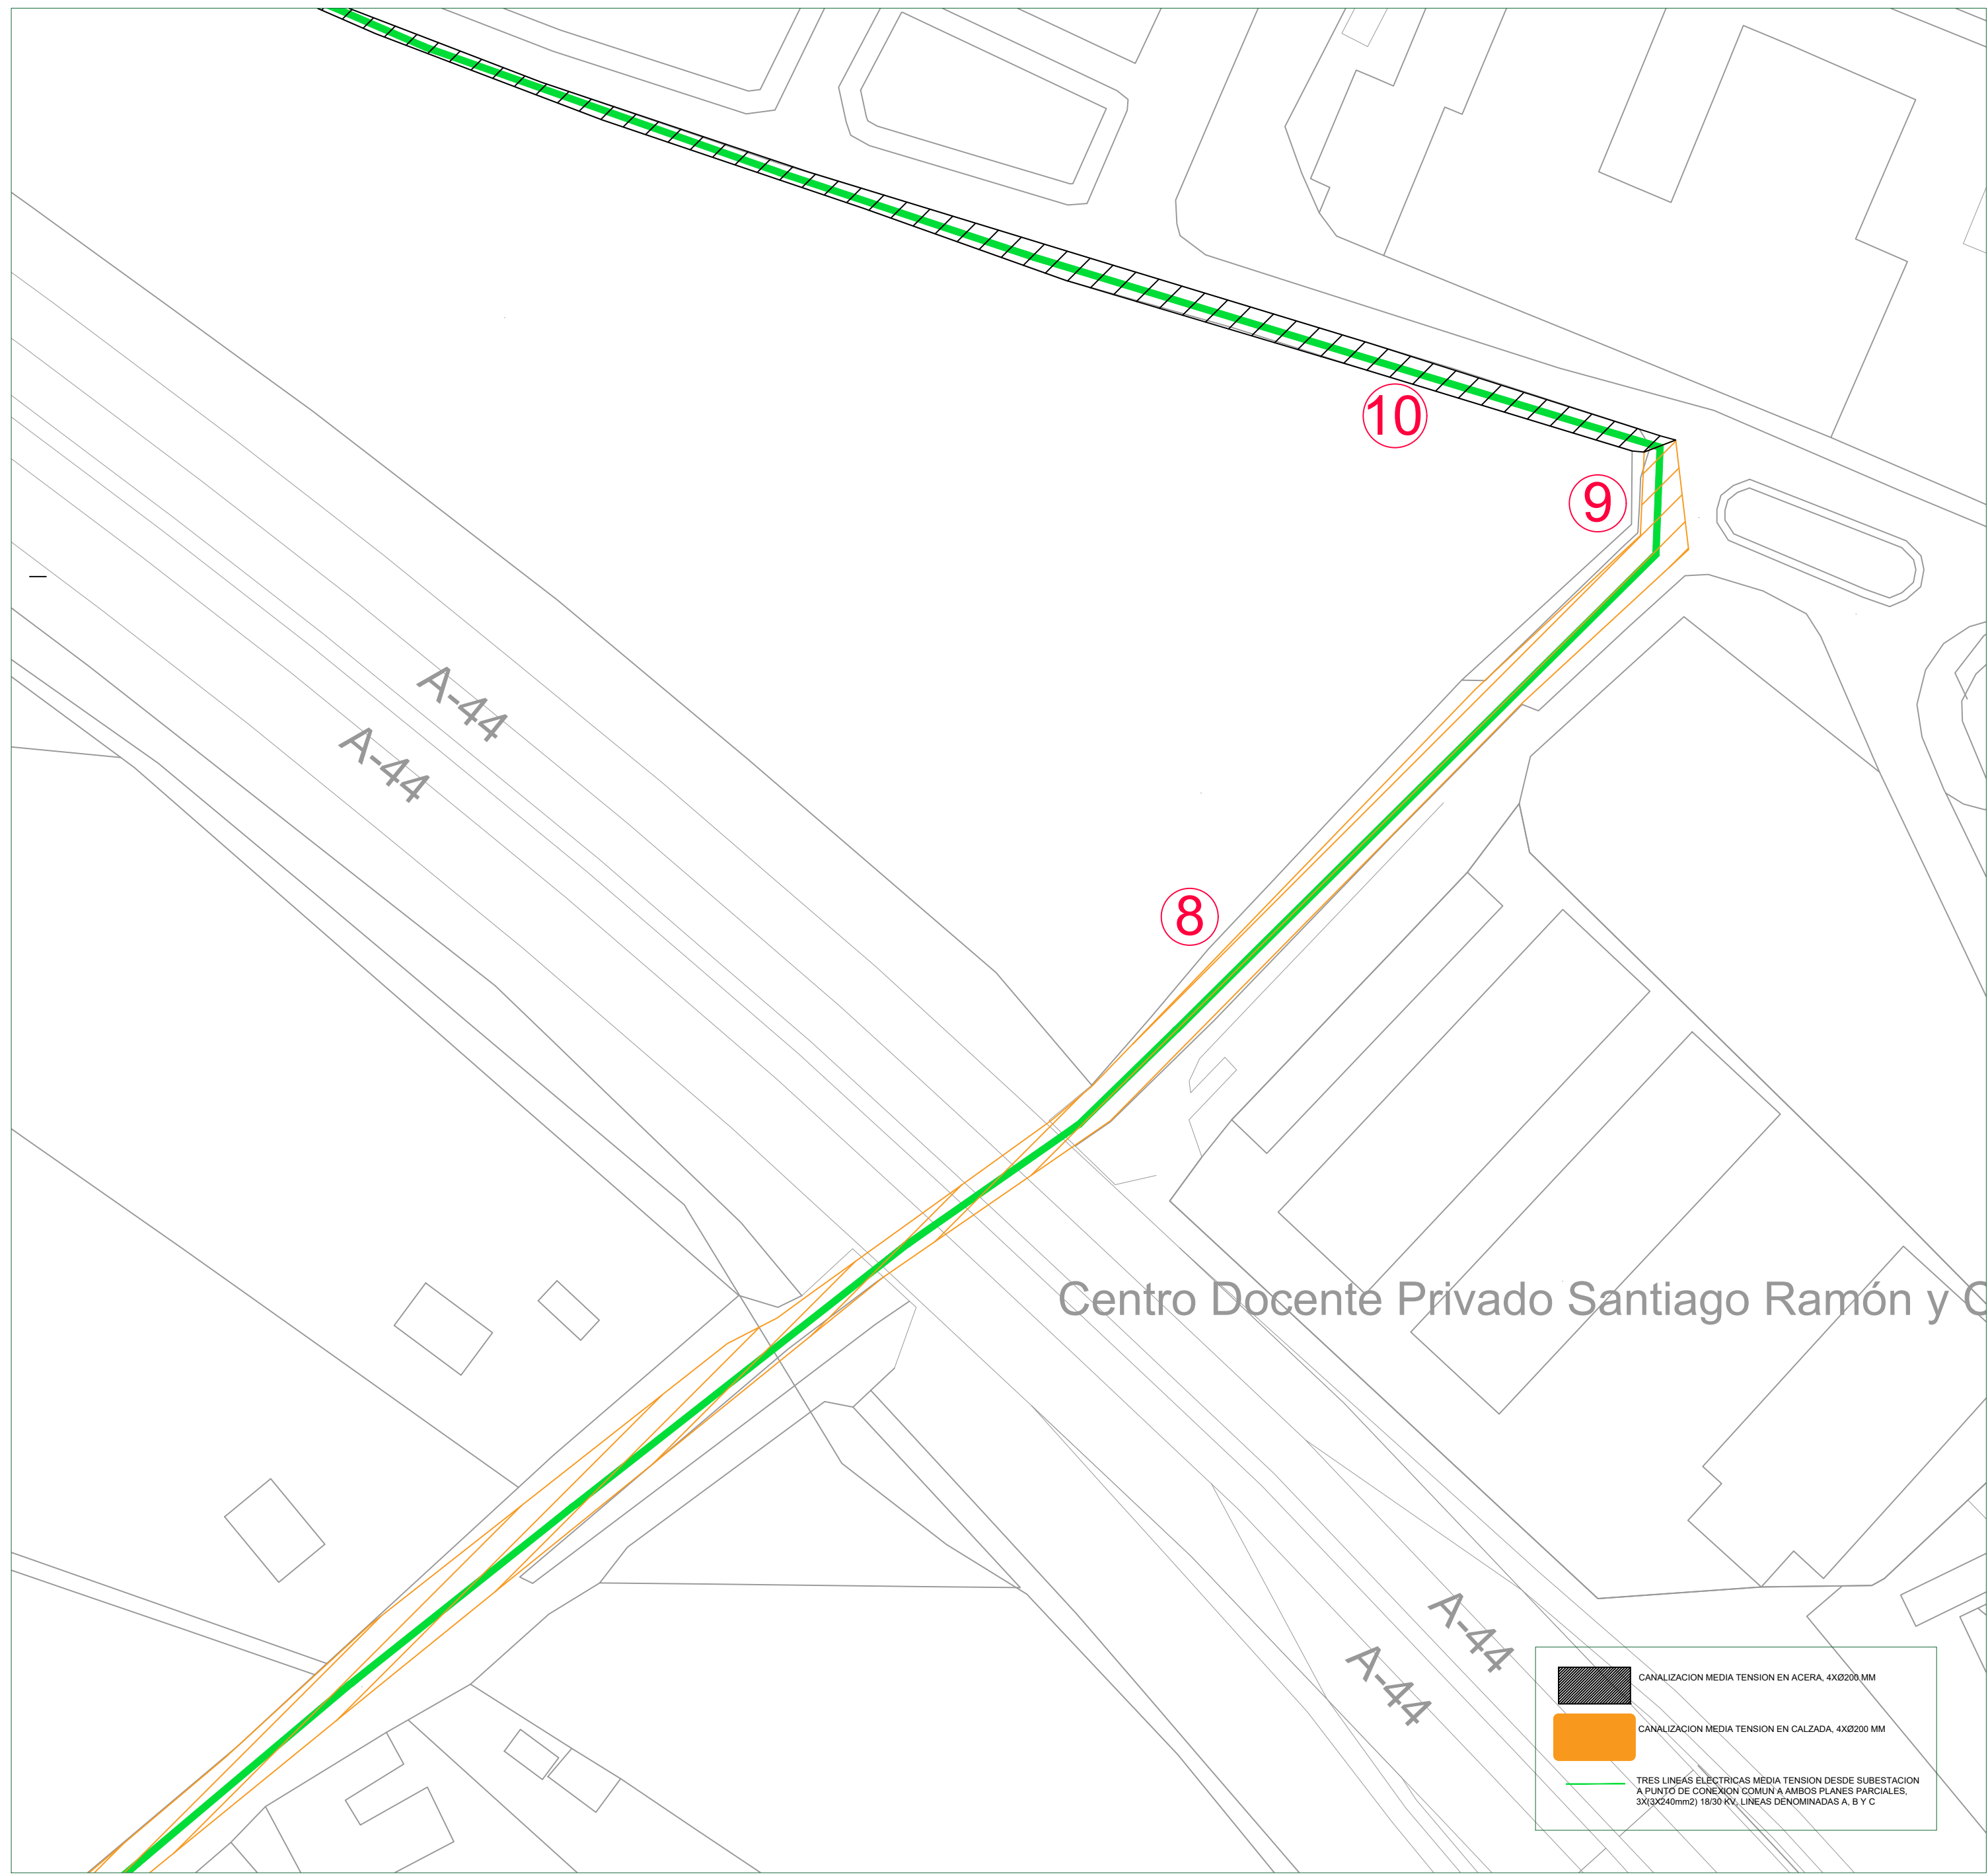 10
9
A-44
A-44
8
Centro Docente Privado Santiago Ramón y C
A-44
A-44
CANALIZACION MEDIA TENSION EN ACERA, 4XØ200 MM
CANALIZACION MEDIA TENSION EN CALZADA, 4XØ200 MM
TRES LINEAS ELECTRICAS MEDIA TENSION DESDE SUBESTACION
A PUNTO DE CONEXION COMUN A AMBOS PLANES PARCIALES,
3X(3X240mm2) 18/30 KV, LINEAS DENOMINADAS A, B Y C